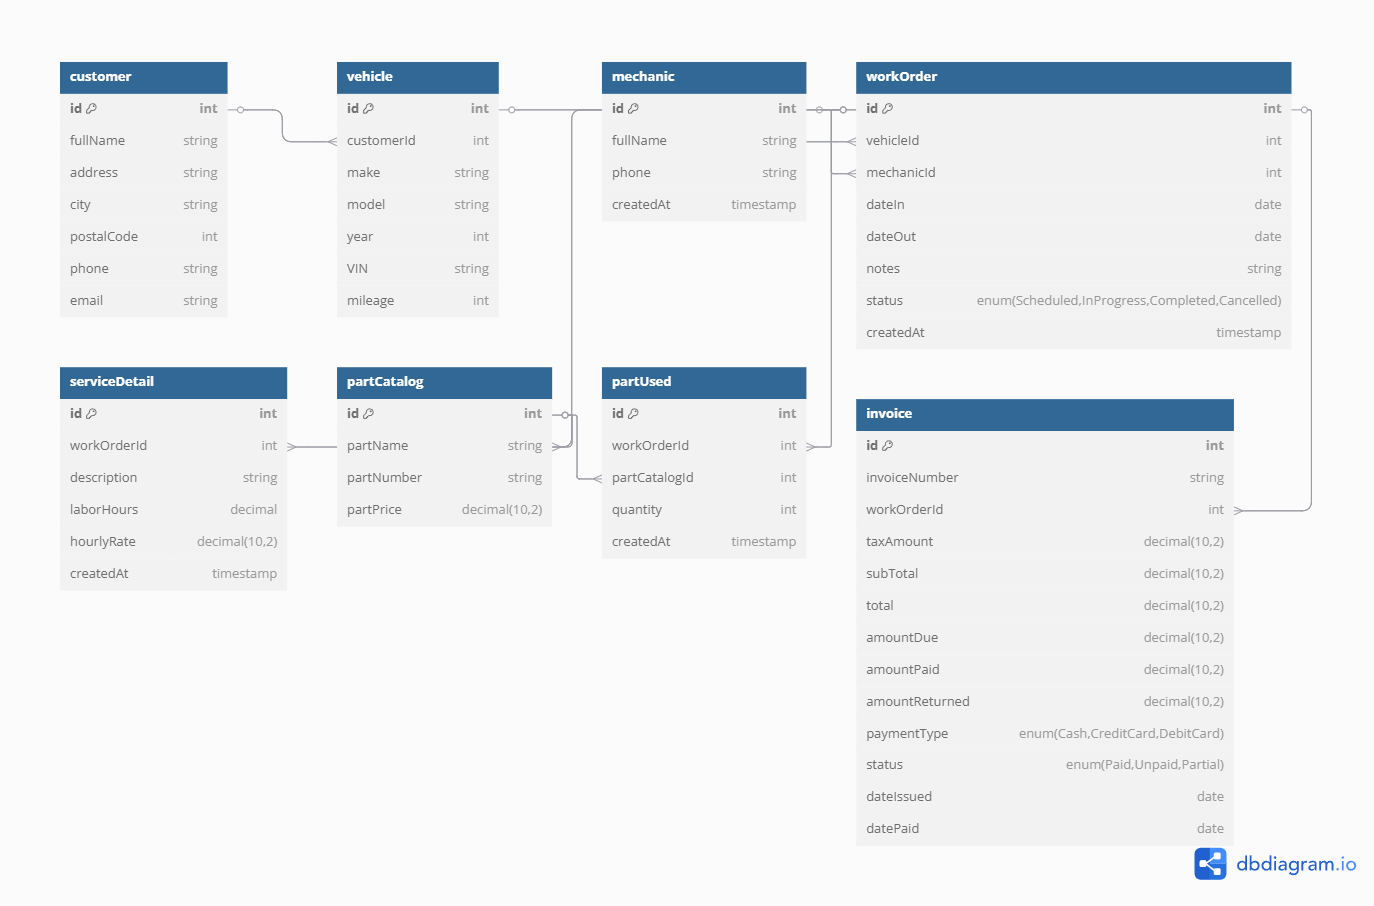 customer
id int
fullName string
address string
city string
postalCode int
phone string
email string
vehicle
id int
customerId int
make string
model string
year int
VIN string
mileage int
mechanic
id int
fullName string
phone string
createdAt timestamp
workOrder
id int
vehicleId int
mechanicId int
dateIn date
dateOut date
notes string
status enum(Scheduled,InProgress,Completed,Cancelled)
createdAt timestamp
serviceDetail
id int
workOrderId int
description string
laborHours decimal
hourlyRate decimal(10,2)
createdAt timestamp
partCatalog
id int
partName string
partNumber string
partPrice decimal(10,2)
partUsed
id int
workOrderId int
partCatalogId int
quantity int
createdAt timestamp
invoice
id int
invoiceNumber string
workOrderId int
taxAmount decimal(10,2)
subTotal decimal(10,2)
total decimal(10,2)
amountDue decimal(10,2)
amountPaid decimal(10,2)
amountReturned decimal(10,2)
paymentType enum(Cash,CreditCard,DebitCard)
status enum(Paid,Unpaid,Partial)
dateIssued date
datePaid date
dbdiagram.io